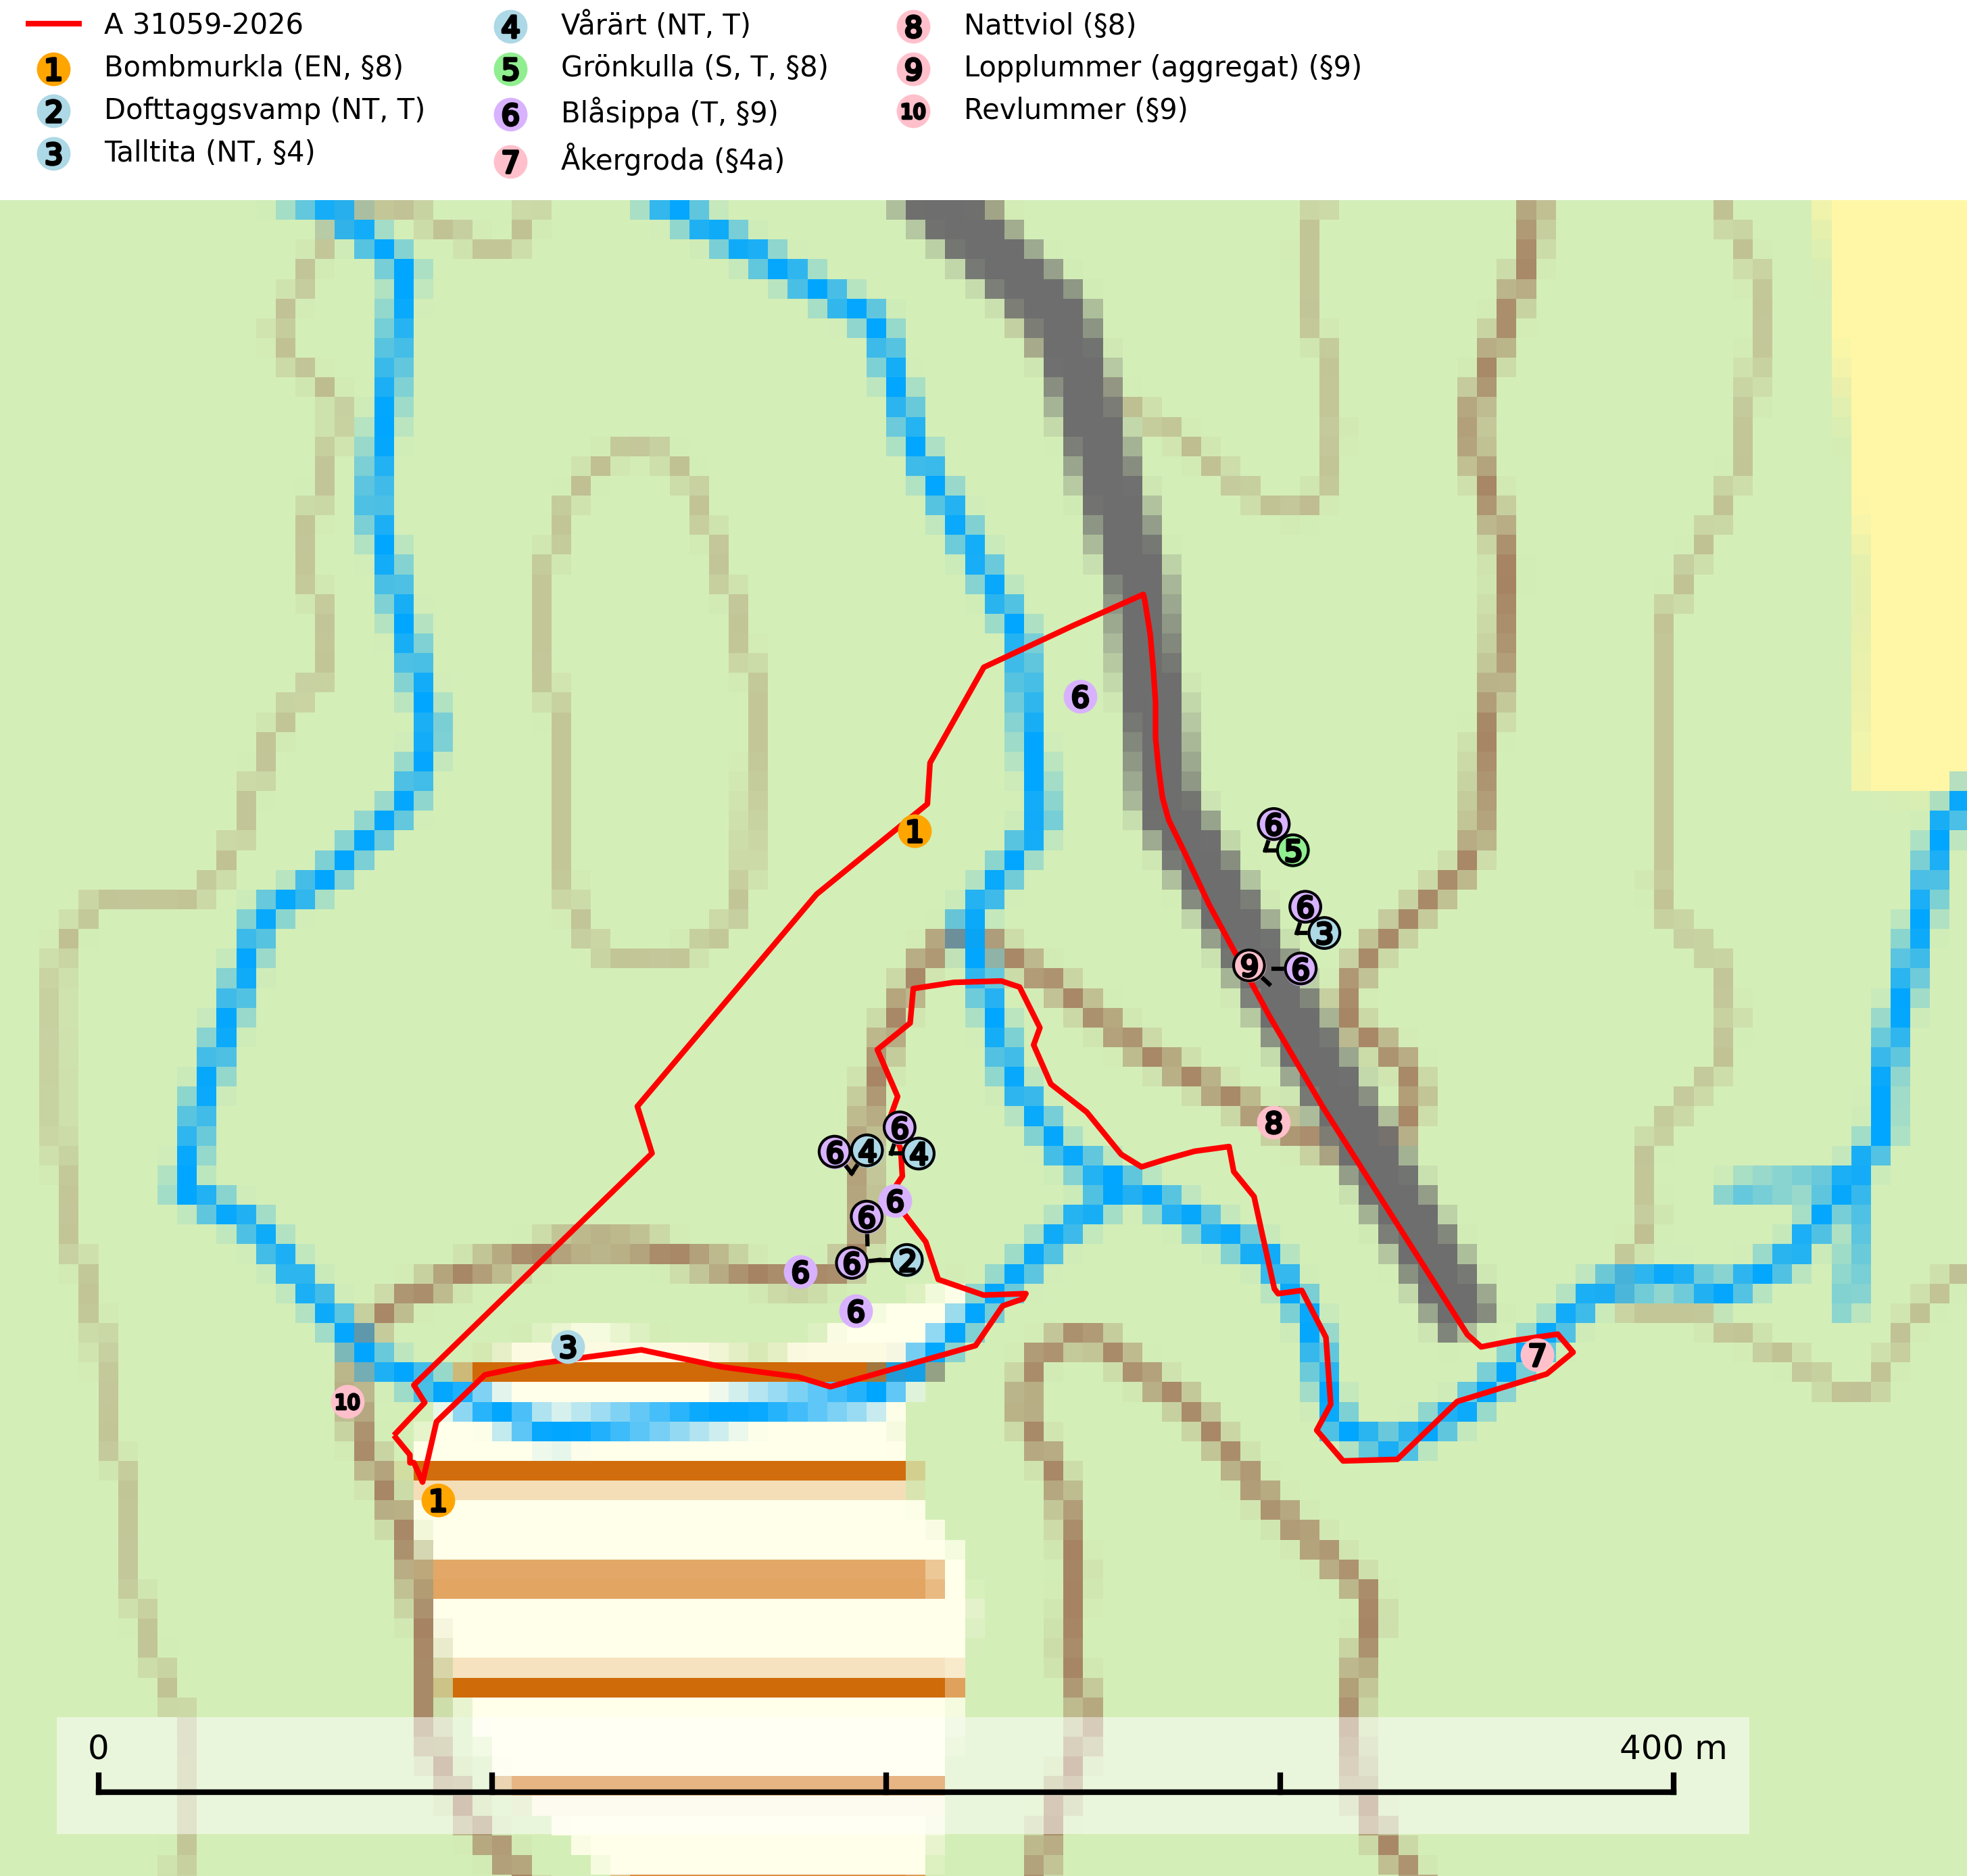 A 31059-2026
1 Bombmurkla (EN, §8)
2 Dofttaggsvamp (NT, T)
3 Talltita (NT, §4)
4 Vårärt (NT, T)
5 Grönkulla (S, T, §8)
6 Blåsippa (T, §9)
7 Åkergroda (§4a)
8 Nattviol (§8)
9 Lopplummer (aggregat) (§9)
10 Revlummer (§9)
6
1
6
5
6
3
9 6
8
6
6 4 4
6
6
6 2
6
6
3
7
10
1
0 400 m